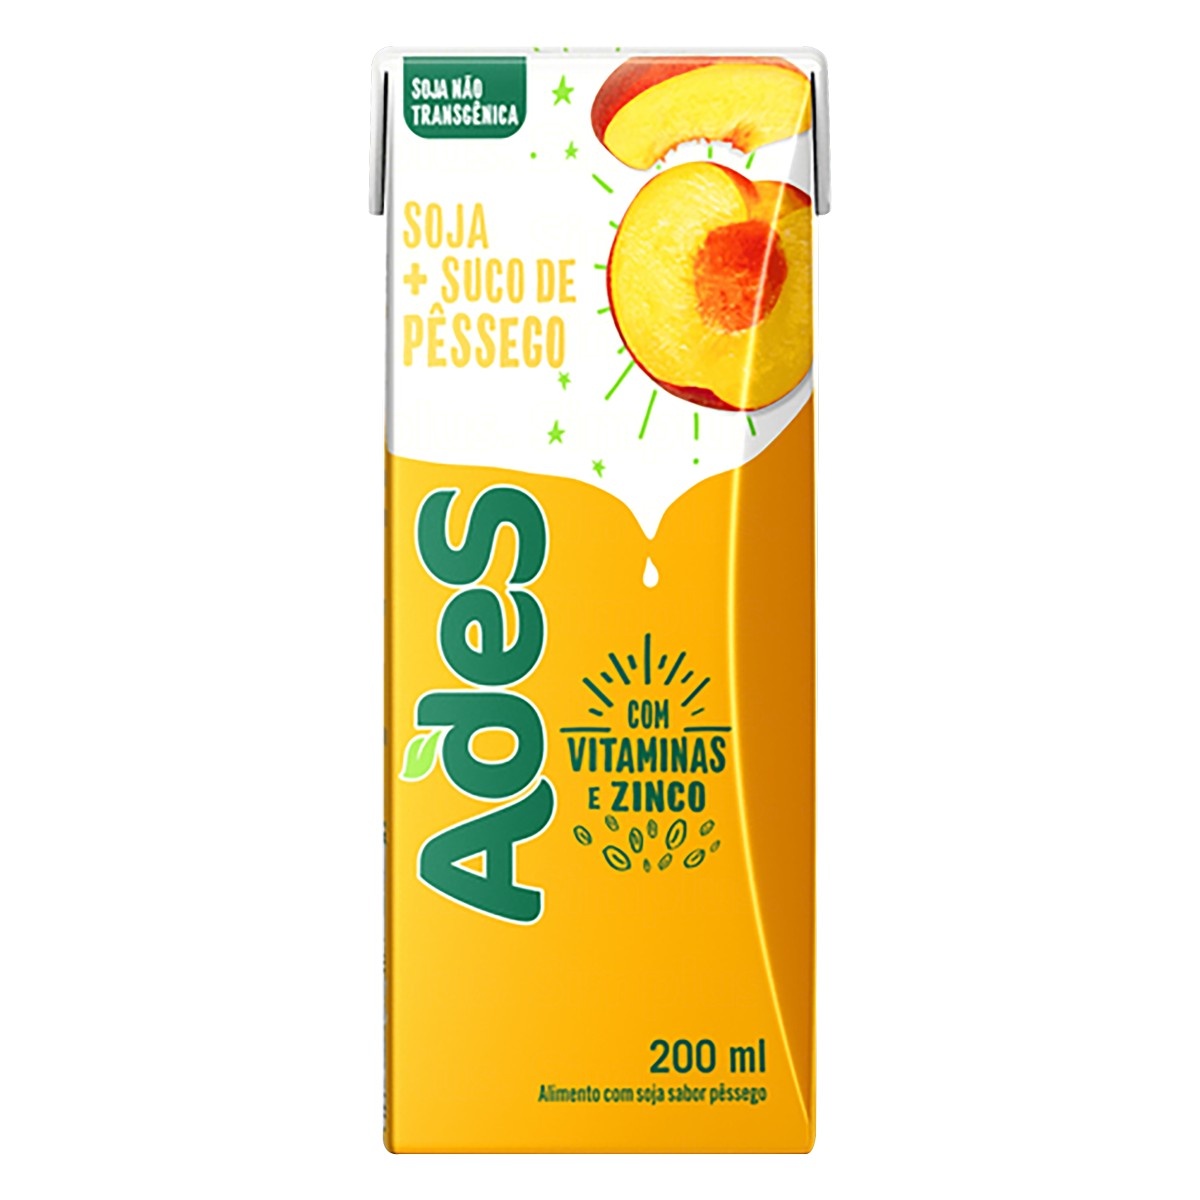 SOJA NÃO
TRANSGÊNICA
SOJA
+ SUCO DE
PÊSSEGO
AdeS
COM
VITAMINAS
E ZINCO
200 ml
Alimento com soja sabor pêssego